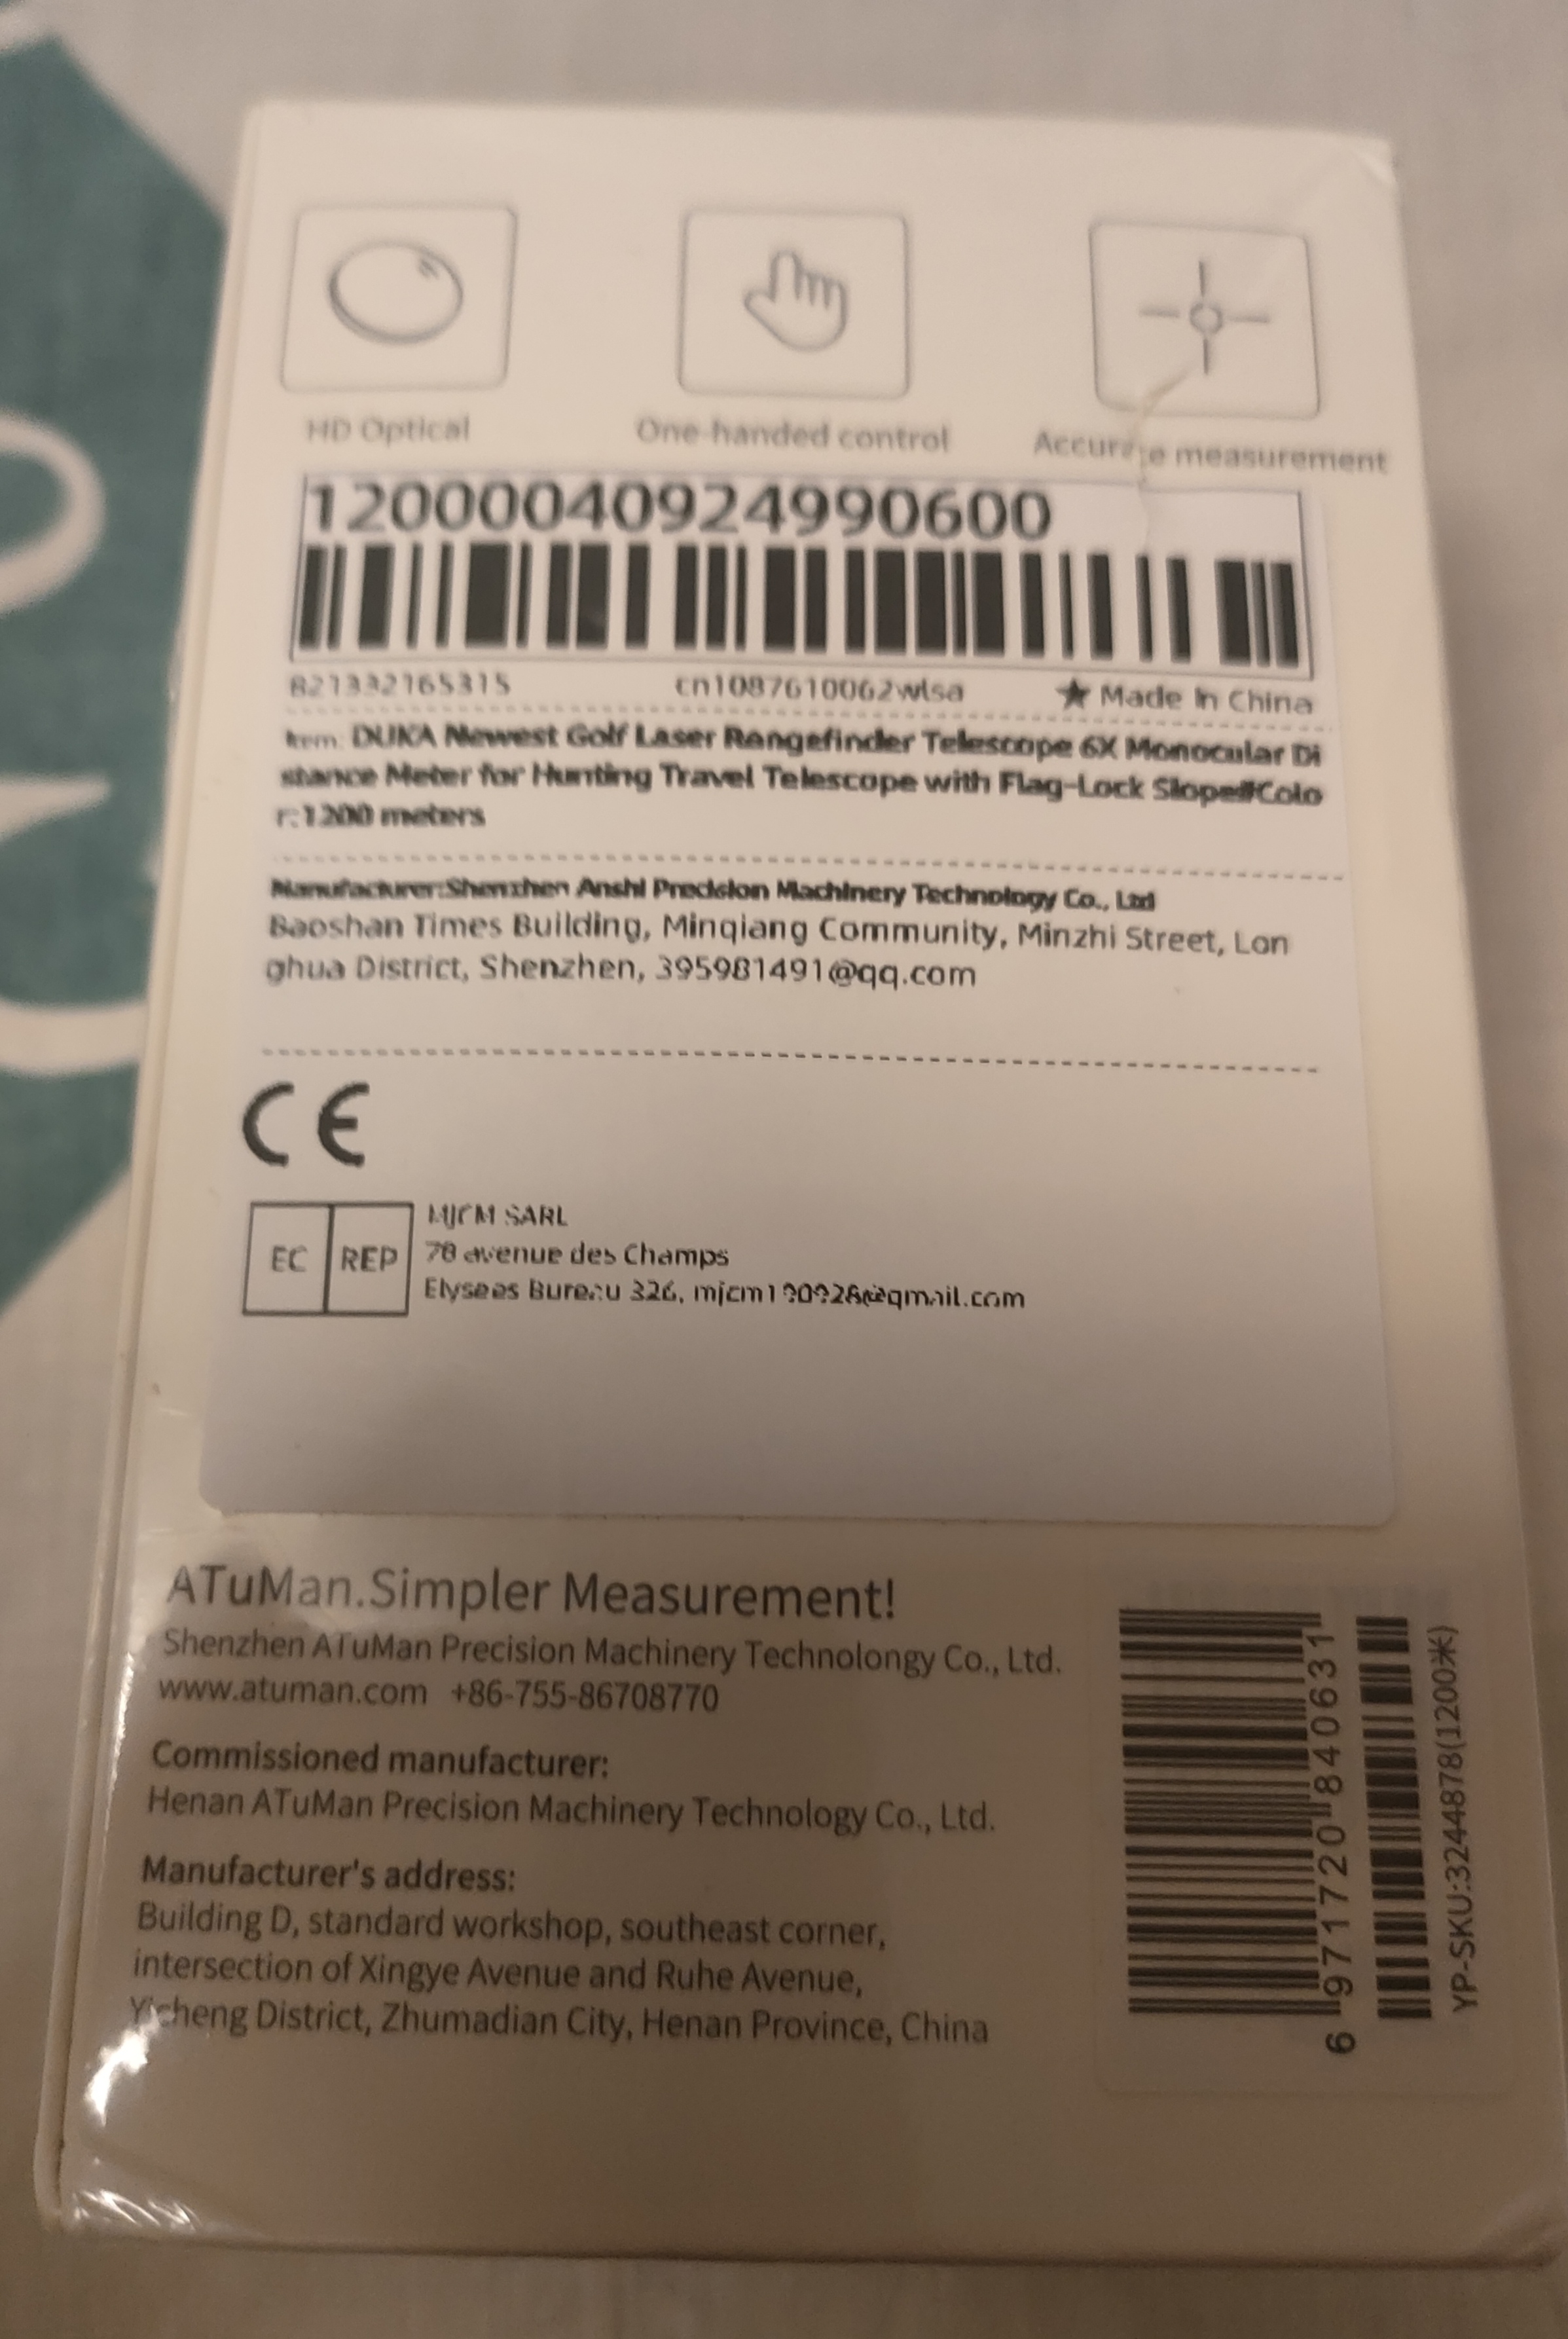 HD Optical
One-handed control
measurement
12000040924990600
821332165315 cn1087610062wlsa ★ Made In China
Item: DUKA Newest Golf Laser Rangefinder Telescope 6X Monocular Di
stance Meter for Hunting Travel Telescope with Flag-Lock Slope#Colo
r:1200 meters
Manufacturer:Shenzhen Anshi Precision Machinery Technology Co., Ltd
Baoshan Times Building, Minqiang Community, Minzhi Street, Lon
ghua District, Shenzhen, 395981491@qq.com
CE
EC REP
MJCM SARL
78 avenue des Champs
Elysees Bureau 326,
ATuMan.Simpler Measurement!
Shenzhen ATuMan Precision Machinery Technolongy Co., Ltd.
www.atuman.com +86-755-86708770
Commissioned manufacturer:
Henan ATuMan Precision Machinery Technology Co., Ltd.
Manufacturer's address:
Building D, standard workshop, southeast corner,
intersection of Xingye Avenue and Ruhe Avenue,
Yicheng District, Zhumadian City, Henan Province, China
6 971720 840631
YP-SKU:3244878(1200米)